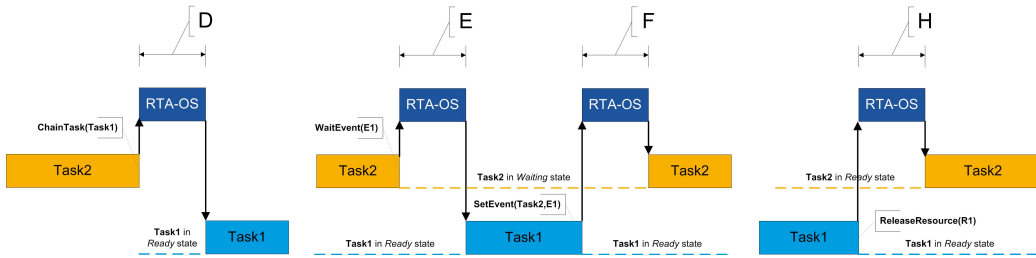 D
E
F
H
RTA-OS
RTA-OS
RTA-OS
RTA-OS
ChainTask(Task1)
WaitEvent(E1)
Task2
Task2
Task2
Task2
Task2 in Waiting state
Task2 in Ready state
SetEvent(Task2,E1)
ReleaseResource(R1)
Task1 in
Ready state
Task1
Task1 in Ready state
Task1
Task1 in Ready state
Task1
Task1 in Ready state